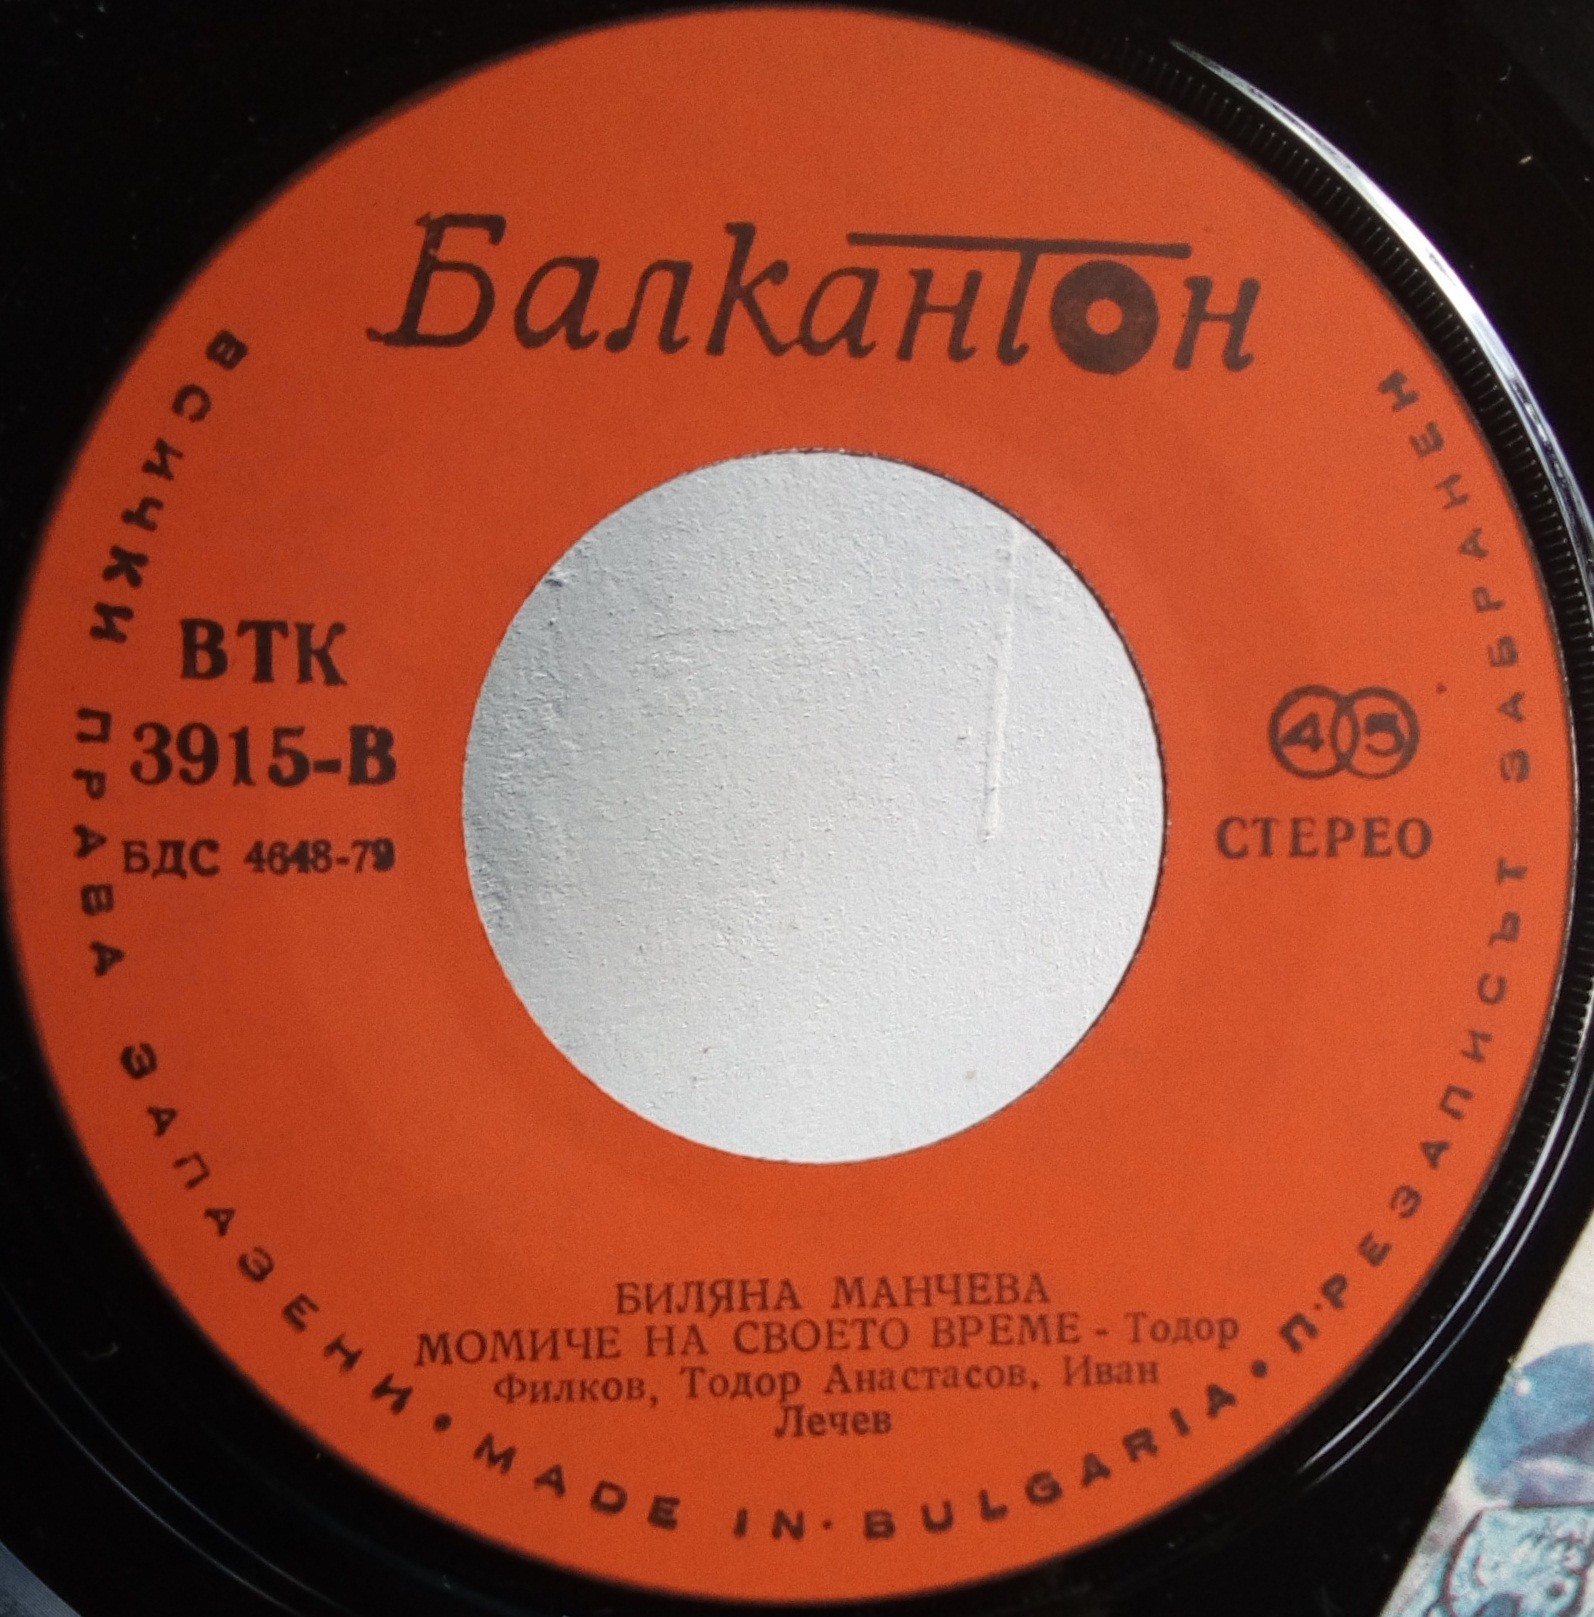 Балкантон
ВСИЧКИ ПРАВА ЗАПАЗЕНИ • MADE IN · BULGARIA • ПРЕЗАПИСЪТ ЗАБРАНЕН
ВТК
3915-В
БДС 4648-79
45
СТЕРЕО
БИЛЯНА МАНЧЕВА
МОМИЧЕ НА СВОЕТО ВРЕМЕ - Тодор
Филков, Тодор Анастасов, Иван
Лечев